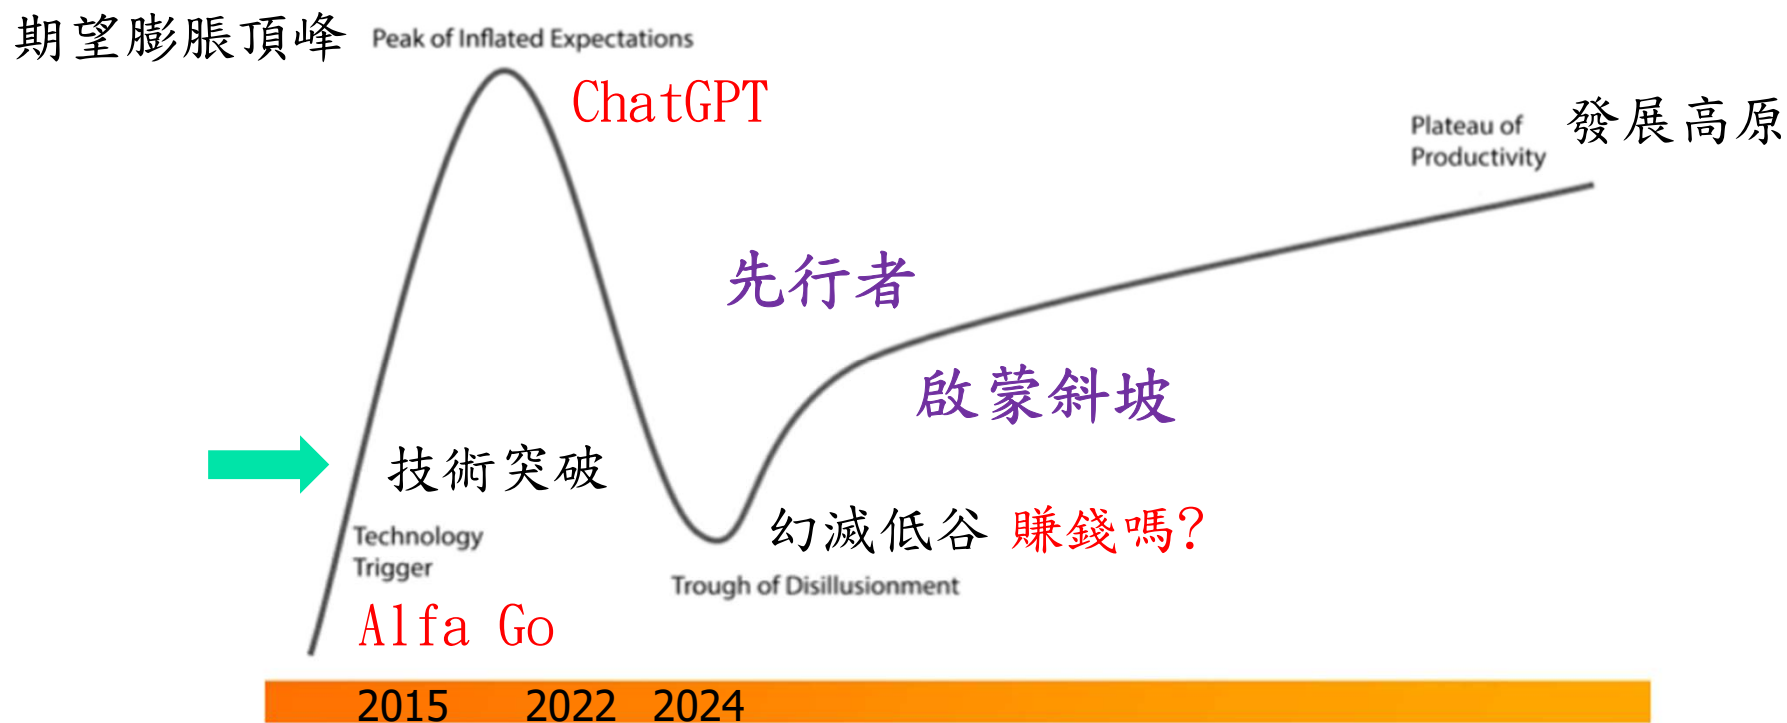 期望膨脹頂峰 Peak of Inflated Expectations
ChatGPT
Plateau of
Productivity
發展高原
先行者
啟蒙斜坡
技術突破
幻滅低谷 賺錢嗎?
Technology
Trigger
Trough of Disillusionment
Alfa Go
2015 2022 2024